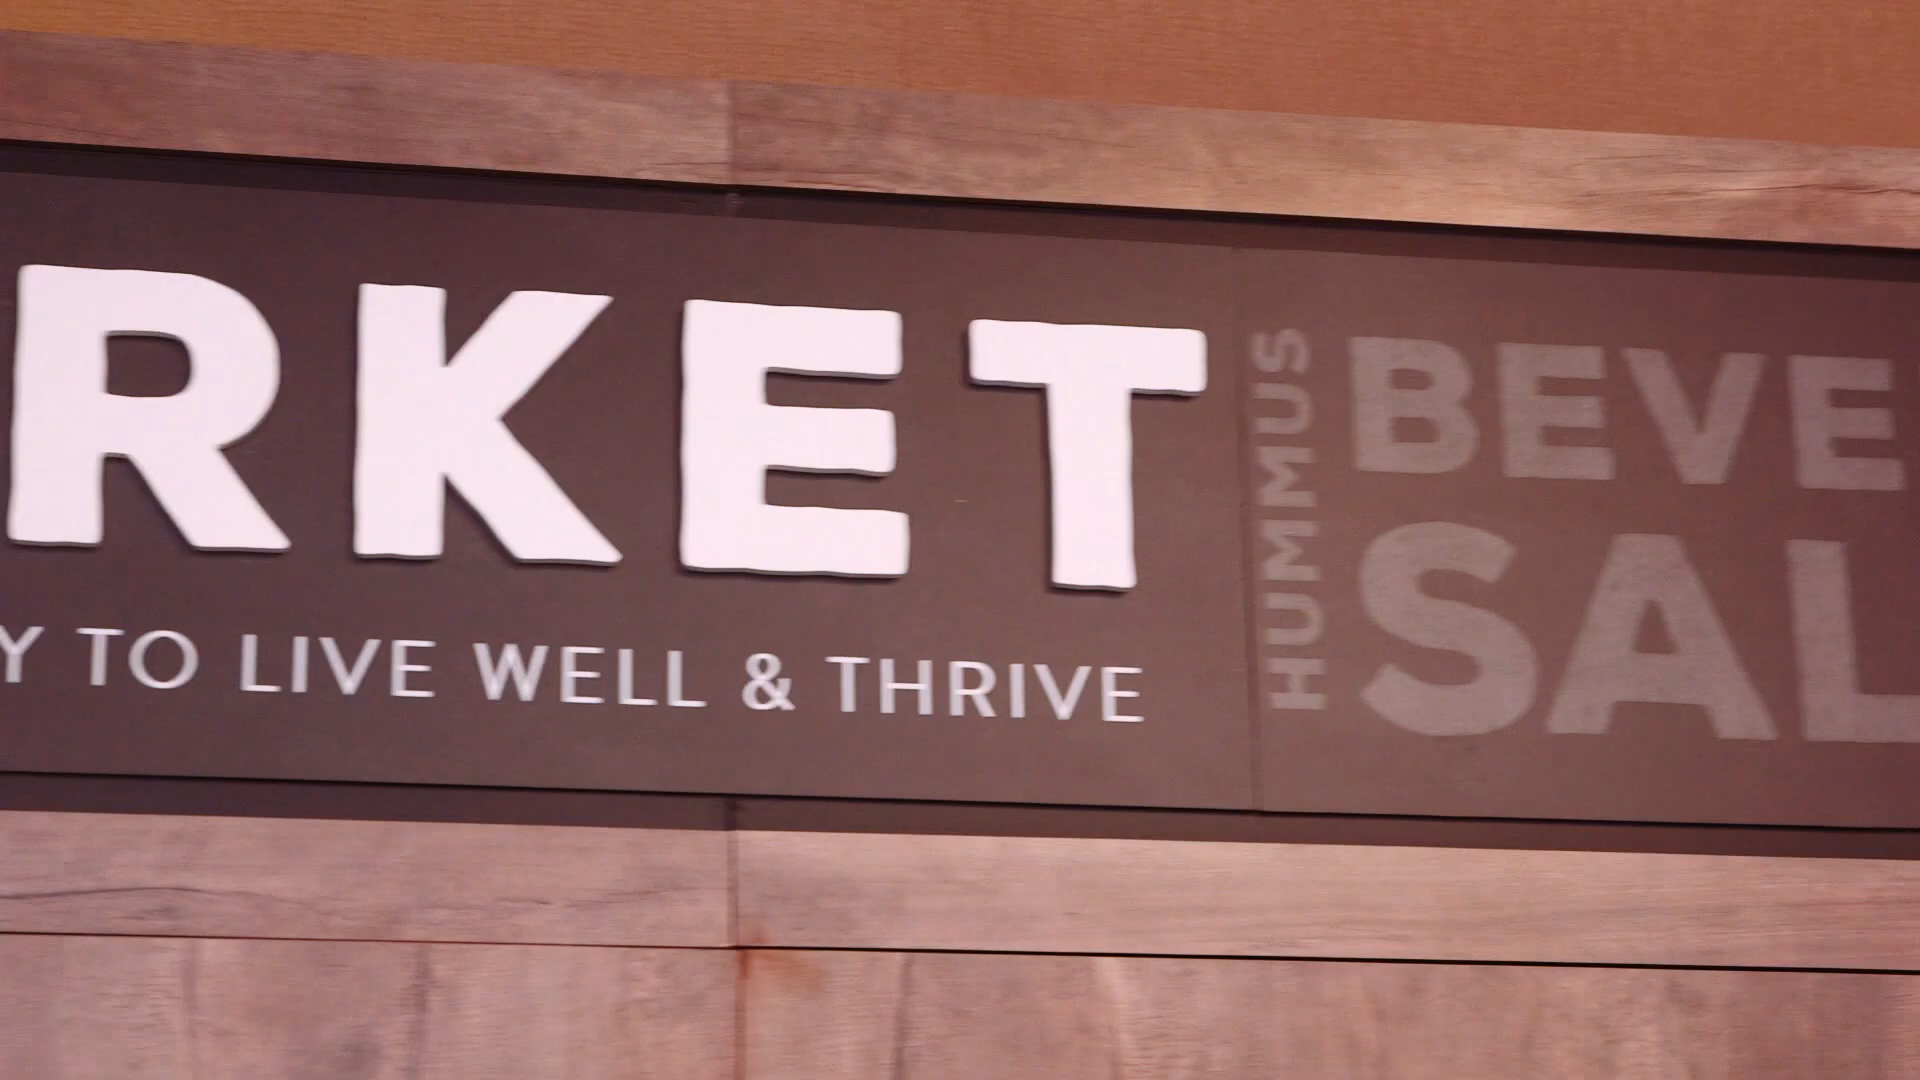 RKET
Y TO LIVE WELL & THRIVE
HUMMUS
BEVE
SAL